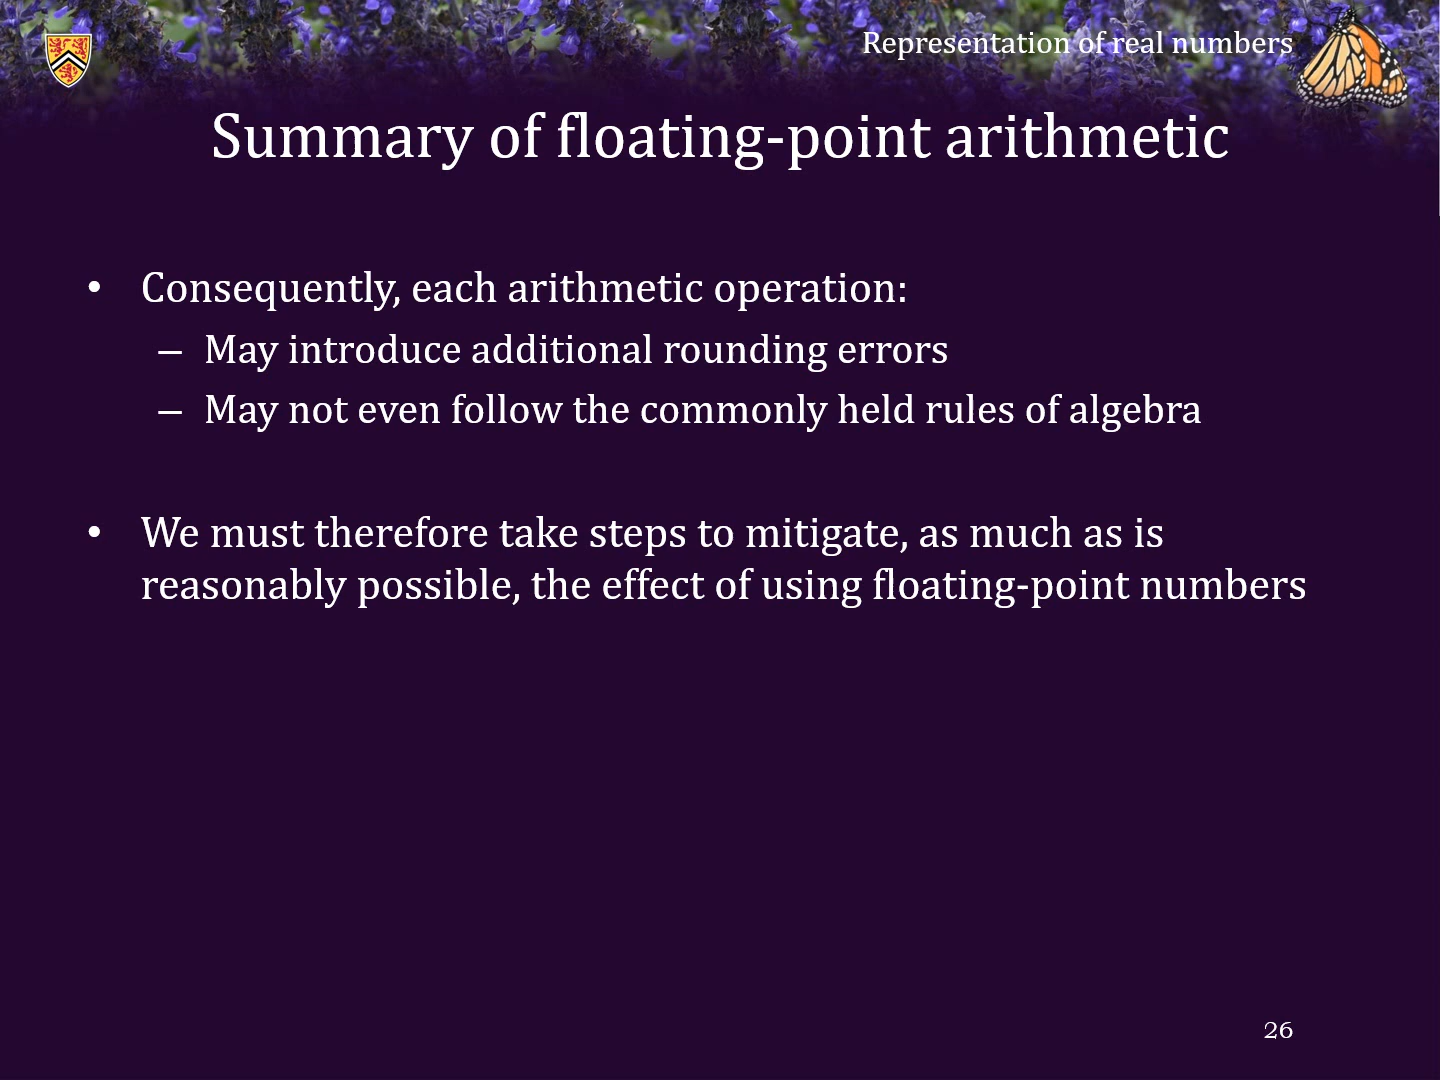 Representation of real numbers
Summary of floating-point arithmetic
• Consequently, each arithmetic operation:
– May introduce additional rounding errors
– May not even follow the commonly held rules of algebra
• We must therefore take steps to mitigate, as much as is
reasonably possible, the effect of using floating-point numbers
26